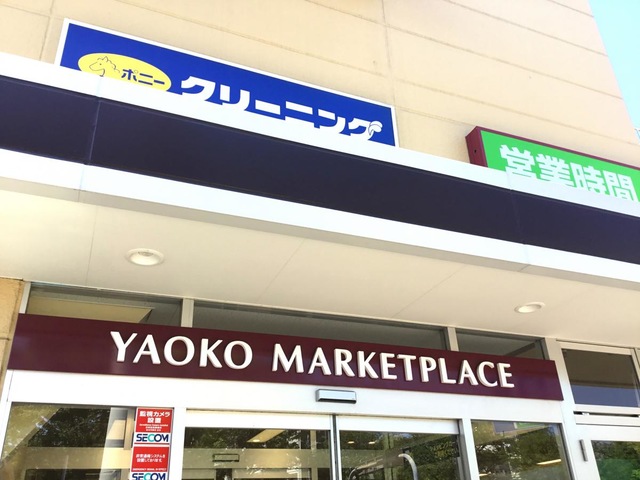 ポニー
クリーニング
営業時間
YAOKO MARKETPLACE
監視カメラ
設置
SECOM
SECOM